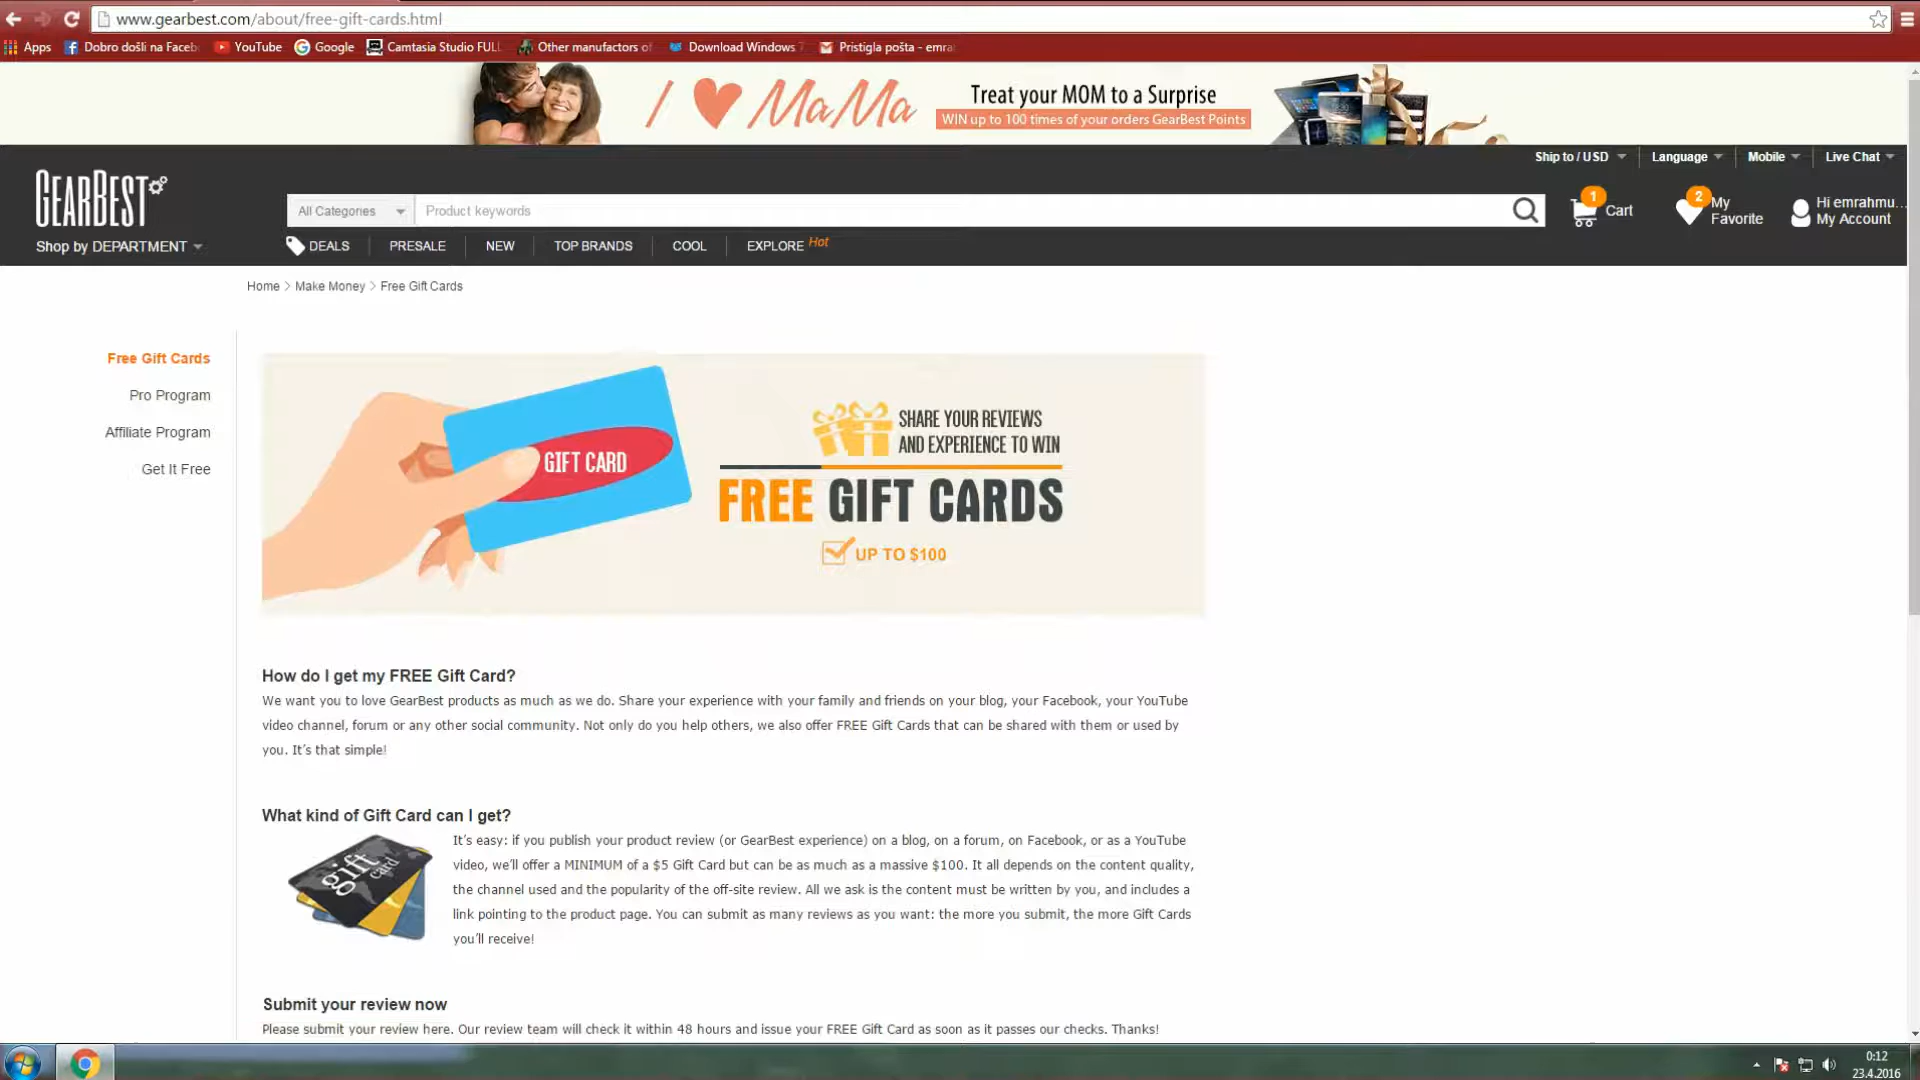 www.gearbest.com/about/free-gift-cards.html
Apps Dobro došli na Faceb YouTube Google Camtasia Studio FULL Other manufactors of Download Windows 7 Pristigla pošta - emra
I MaMa
Treat your MOM to a Surprise
WIN up to 100 times of your orders GearBest Points
Ship to / USD Language Mobile Live Chat
GEARBEST
All Categories Product keywords
1 Cart
2 My Favorite
Hi emrahmu...
My Account
Shop by DEPARTMENT
DEALS PRESALE NEW TOP BRANDS COOL EXPLORE Hot
Home > Make Money > Free Gift Cards
Free Gift Cards
Pro Program
Affiliate Program
Get It Free
GIFT CARD
SHARE YOUR REVIEWS
AND EXPERIENCE TO WIN
FREE GIFT CARDS
UP TO $100
How do I get my FREE Gift Card?
We want you to love GearBest products as much as we do. Share your experience with your family and friends on your blog, your Facebook, your YouTube
video channel, forum or any other social community. Not only do you help others, we also offer FREE Gift Cards that can be shared with them or used by
you. It's that simple!
What kind of Gift Card can I get?
gift card
It's easy: if you publish your product review (or GearBest experience) on a blog, on a forum, on Facebook, or as a YouTube
video, we'll offer a MINIMUM of a $5 Gift Card but can be as much as a massive $100. It all depends on the content quality,
the channel used and the popularity of the off-site review. All we ask is the content must be written by you, and includes a
link pointing to the product page. You can submit as many reviews as you want: the more you submit, the more Gift Cards
you'll receive!
Submit your review now
Please submit your review here. Our review team will check it within 48 hours and issue your FREE Gift Card as soon as it passes our checks. Thanks!
0:12
23.4.2016